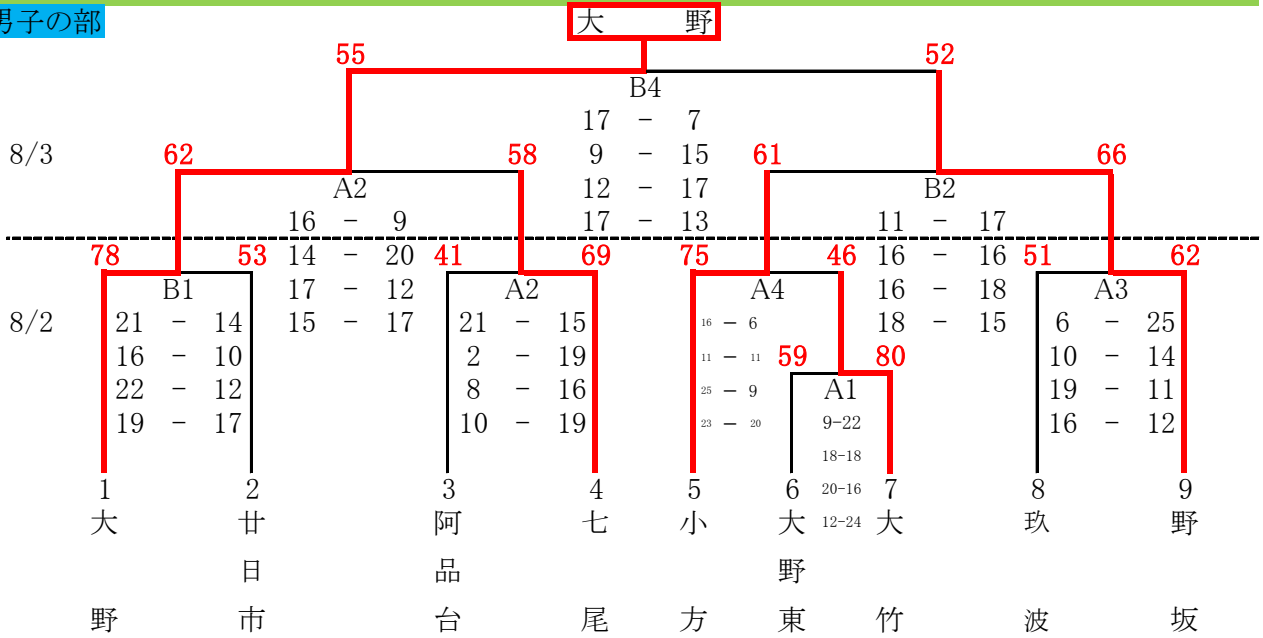 男子の部
大 野
55 52
B4
17 - 7
8/3 62 58 9 - 15 61 66
A2 12 - 17 B2
16 - 9 17 - 13 11 - 17
78 53 14 - 20 41 69 75 46 16 - 16 51 62
B1 17 - 12 A2 A4 16 - 18 A3
8/2 21 - 14 15 - 17 21 - 15 16 - 6 18 - 15 6 - 25
16 - 10 2 - 19 11 - 11 59 80 10 - 14
22 - 12 8 - 16 25 - 9 A1 19 - 11
19 - 17 10 - 19 23 - 20 9-22 16 - 12
18-18
1 2 3 4 5 6 20-16 7 8 9
12-24
大野
廿日市
阿品台
七尾
小方
大野東
大竹
玖波
野坂